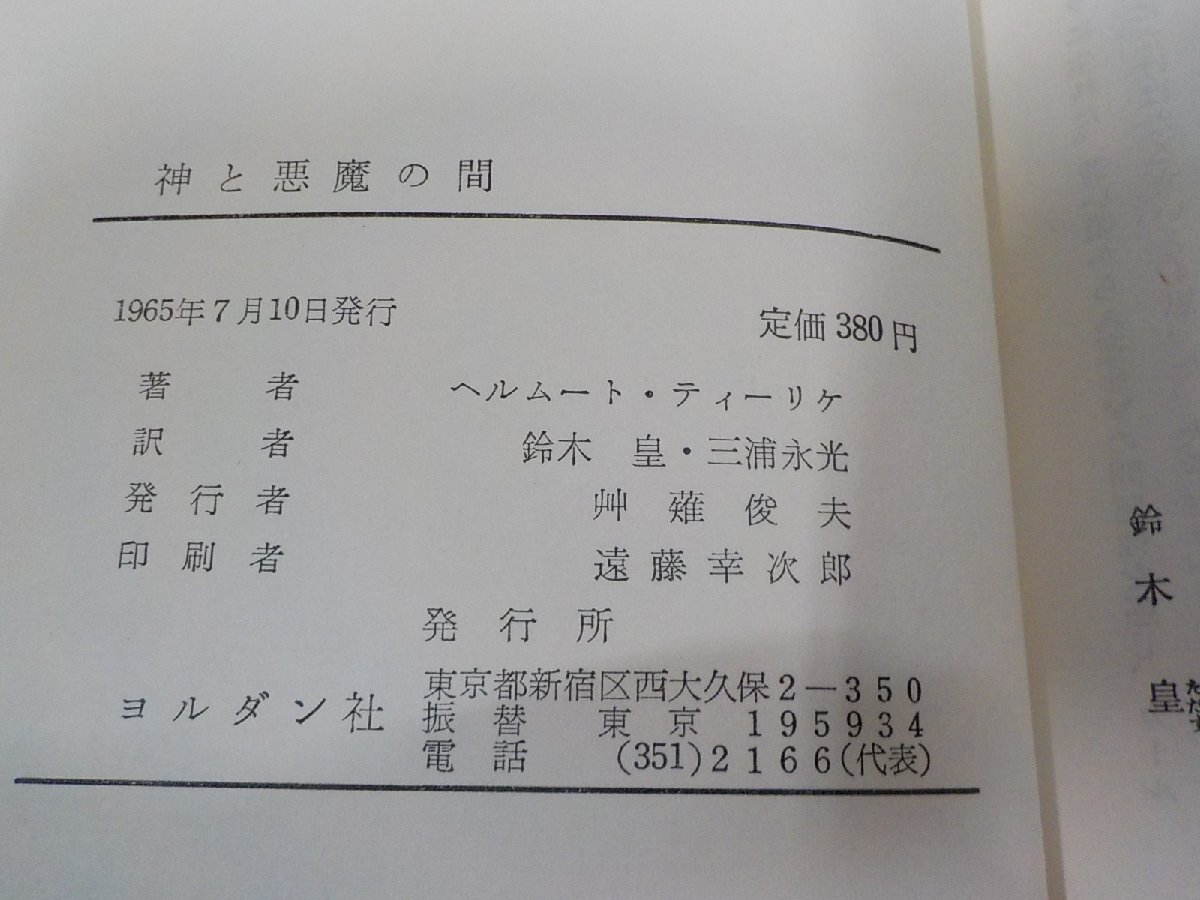 神と悪魔の間
1965年7月10日発行
定価 380円
著者 ヘルムート・ティーリケ
訳者 鈴木 皇・三浦永光
発行者 艸薙俊夫
印刷者 遠藤幸次郎
発行所
ヨルダン社
東京都新宿区西大久保2―350
振替 東京 195934
電話 (351)2166(代表)
鈴木 皇